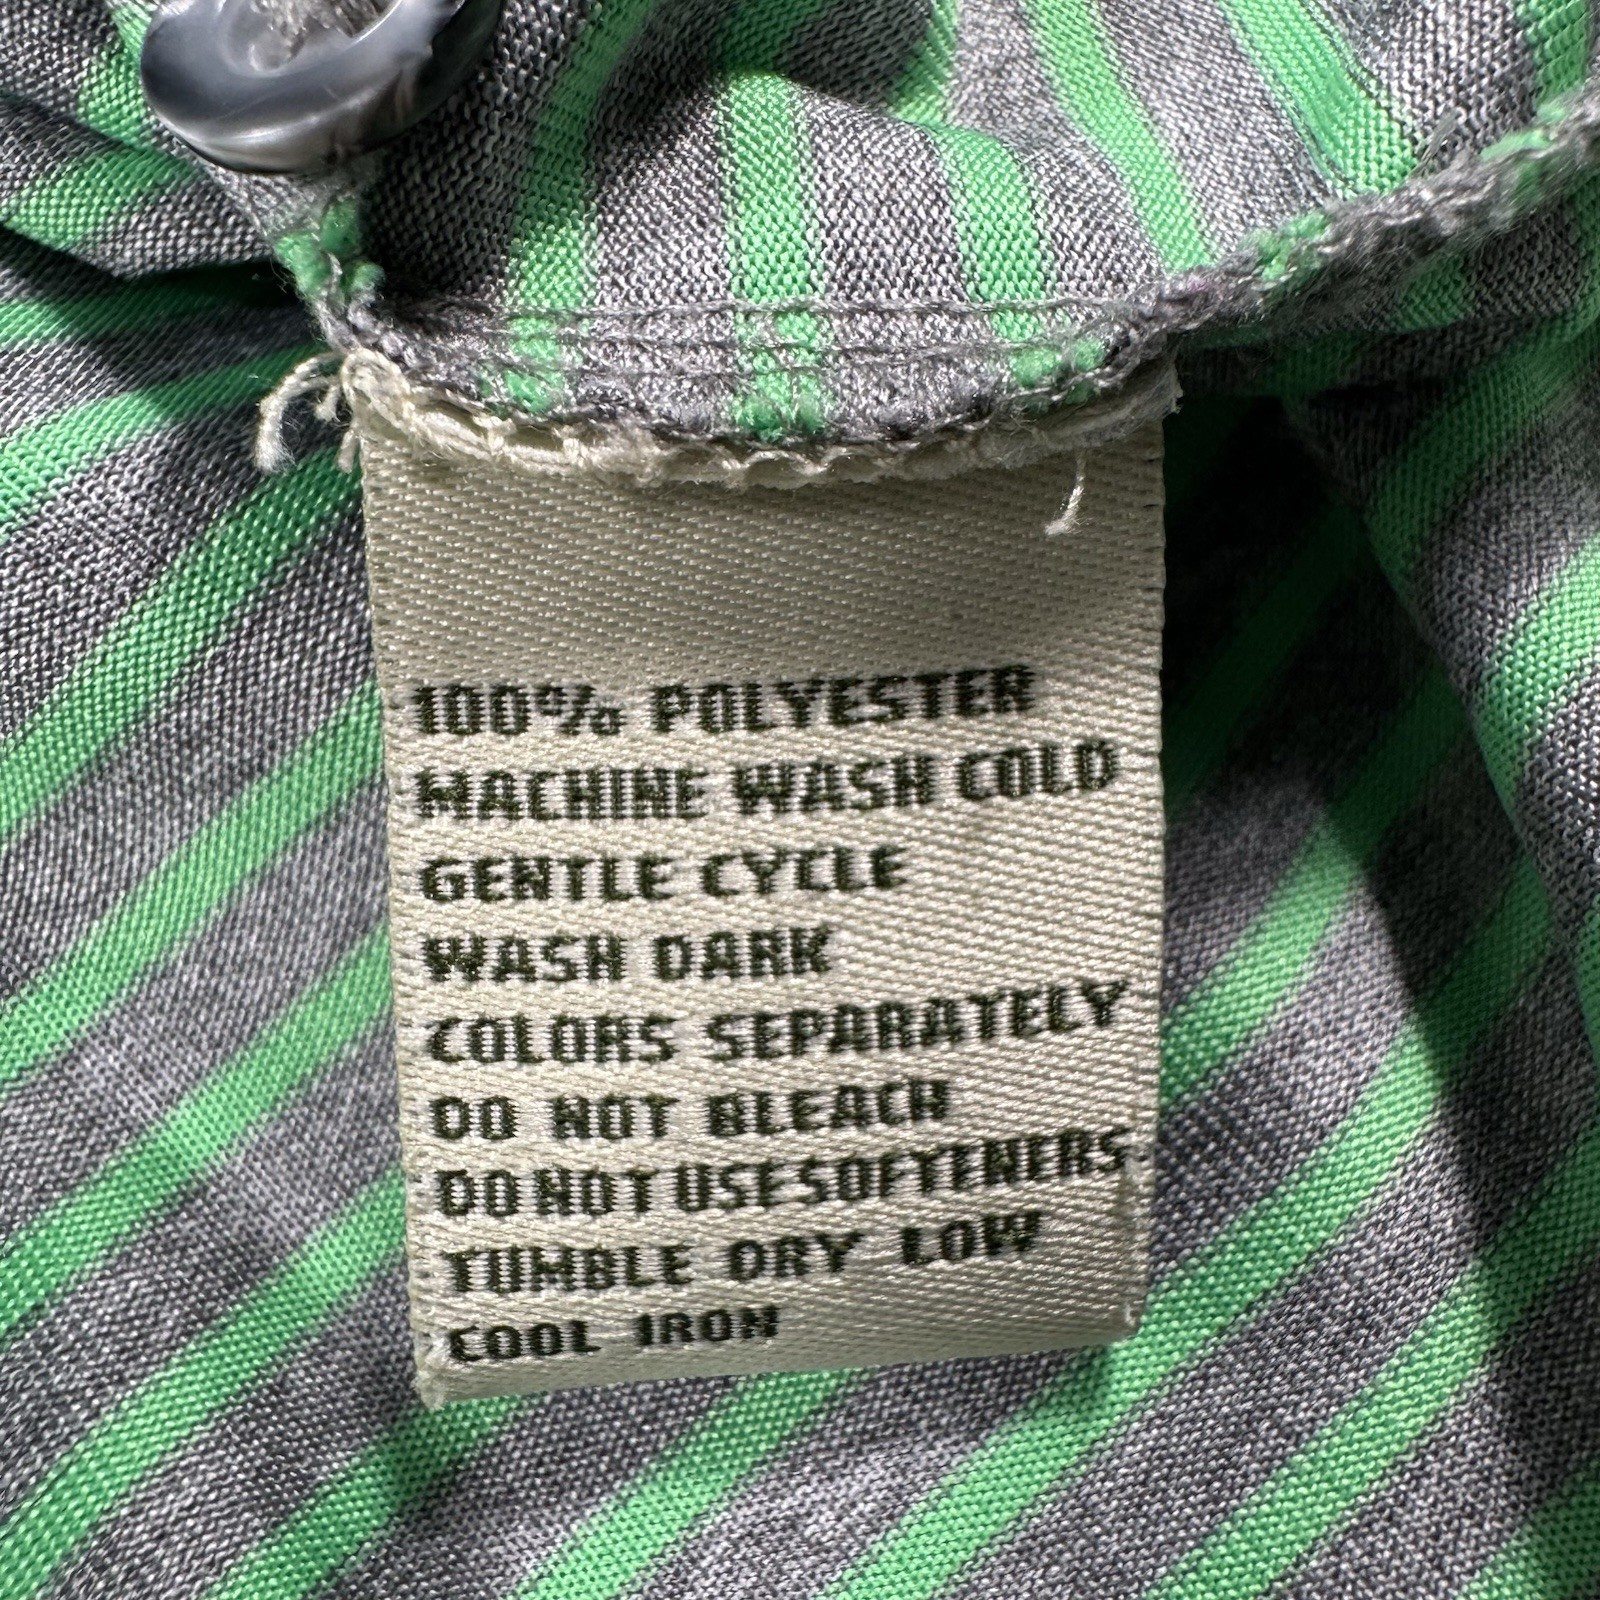 100% POLYESTER
MACHINE WASH COLD
GENTLE CYCLE
WASH DARK
COLORS SEPARATELY
DO NOT BLEACH
DO NOT USE SOFTENERS
TUMBLE DRY LOW
COOL IRON